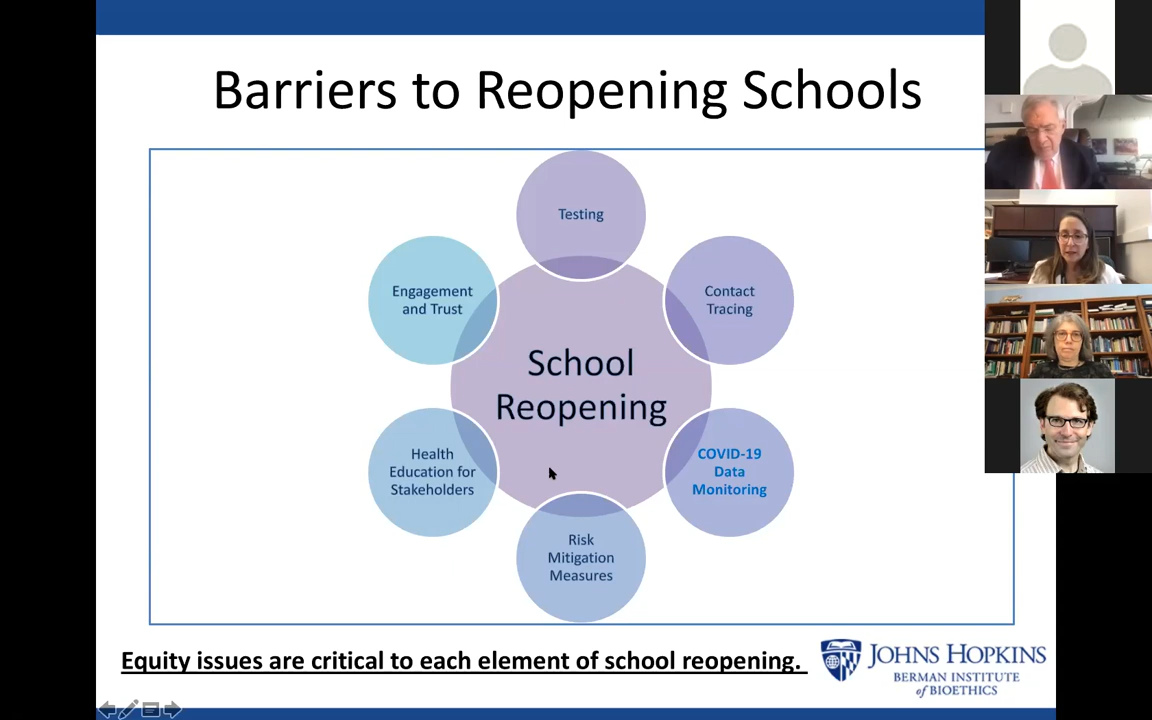 Barriers to Reopening Schools
Testing
Contact
Tracing
COVID-19
Data
Monitoring
Risk
Mitigation
Measures
Health
Education for
Stakeholders
Engagement
and Trust
School
Reopening
Equity issues are critical to each element of school reopening.
JOHNS HOPKINS
BERMAN INSTITUTE
of BIOETHICS